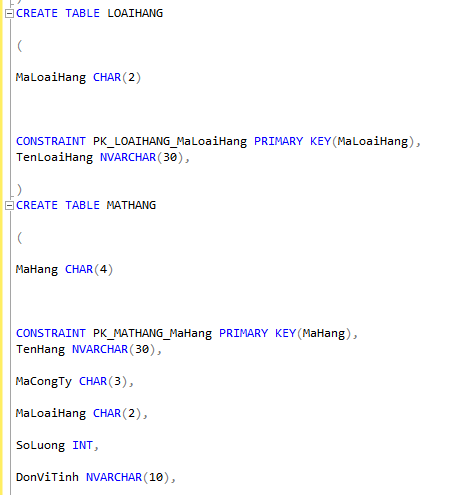 )
CREATE TABLE LOAIHANG
(
MaLoaiHang CHAR(2)
CONSTRAINT PK_LOAIHANG_MaLoaiHang PRIMARY KEY(MaLoaiHang),
TenLoaiHang NVARCHAR(30),
)
CREATE TABLE MATHANG
(
MaHang CHAR(4)
CONSTRAINT PK_MATHANG_MaHang PRIMARY KEY(MaHang),
TenHang NVARCHAR(30),
MaCongTy CHAR(3),
MaLoaiHang CHAR(2),
SoLuong INT,
DonViTinh NVARCHAR(10),